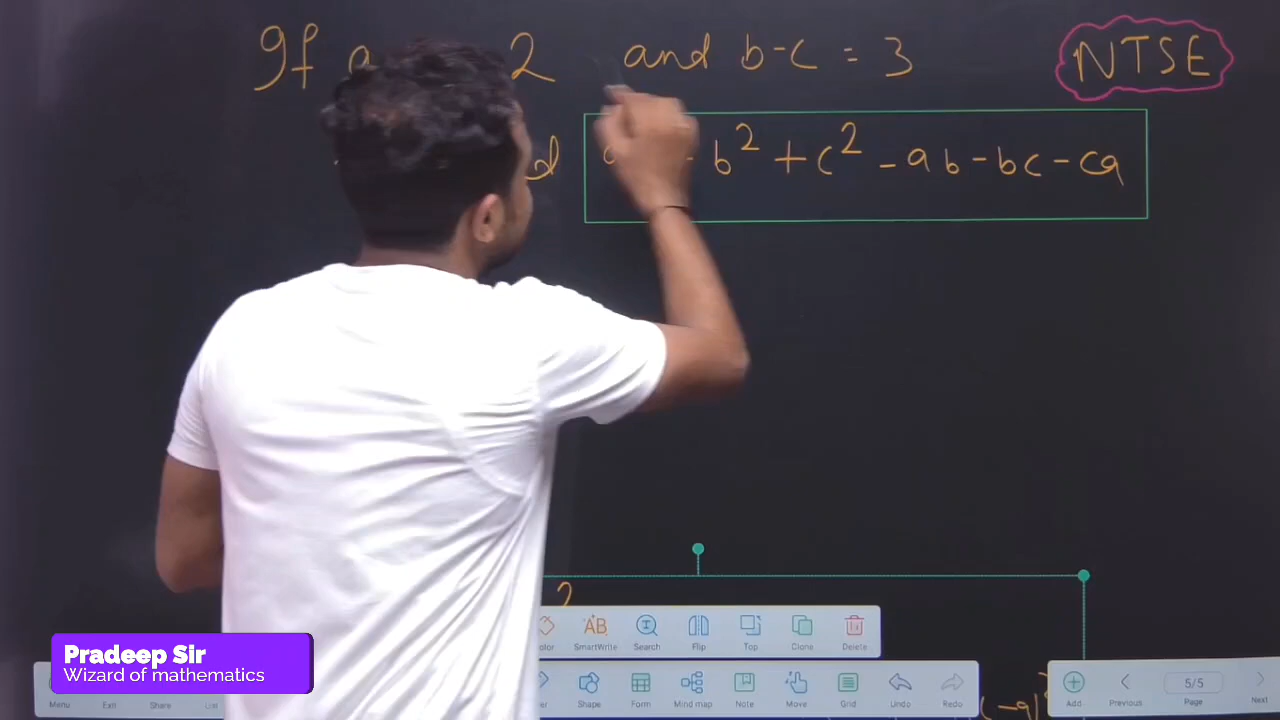 If a 2 and b-c = 3
NTSE
b² + c² - ab - bc - ca
2
Color
SmartWrite
Search
Flip
Top
Clone
Delete
Menu
Exit
Share
List
Shape
Form
Mind map
Note
Move
Grid
Undo
Redo
Add
Previous
5/5
Page
Next
Pradeep Sir
Wizard of mathematics